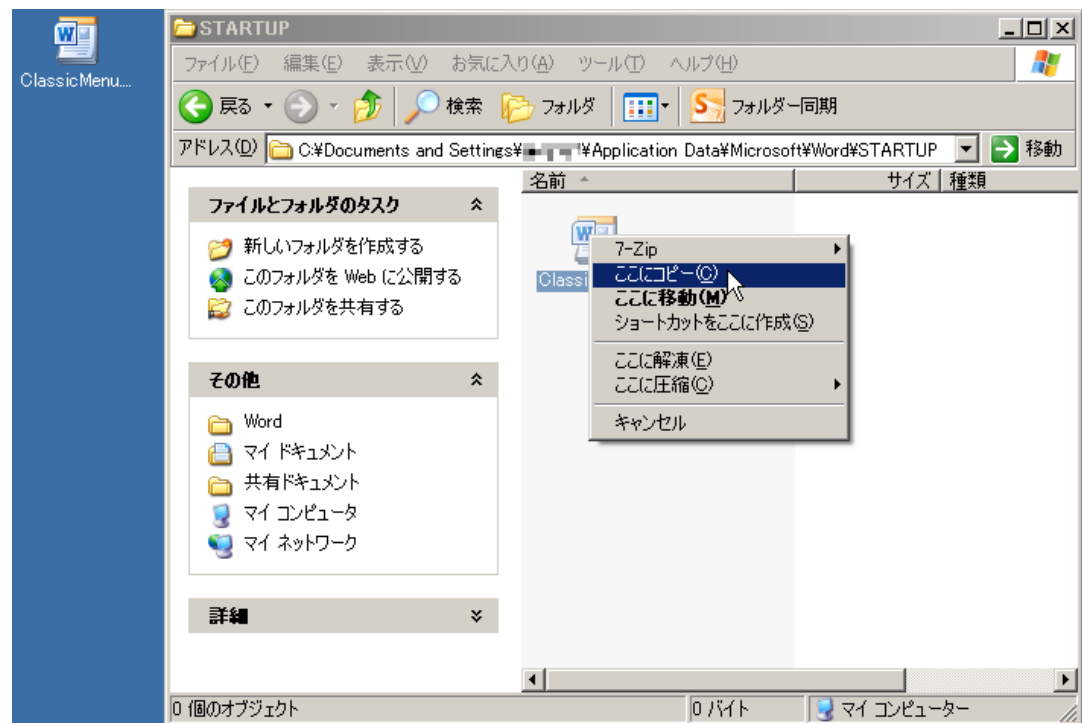 ClassicMenu...
STARTUP
ファイル(F) 編集(E) 表示(V) お気に入り(A) ツール(T) ヘルプ(H)
戻る 検索 フォルダ フォルダー同期
アドレス(D) C:¥Documents and Settings¥ ¥Application Data¥Microsoft¥Word¥STARTUP 移動
名前 サイズ 種類
ファイルとフォルダのタスク
新しいフォルダを作成する
このフォルダを Web に公開する
このフォルダを共有する
Classi
7-Zip
ここにコピー(C)
ここに移動(M)
ショートカットをここに作成(S)
ここに解凍(E)
ここに圧縮(C)
キャンセル
その他
Word
マイ ドキュメント
共有ドキュメント
マイ コンピュータ
マイ ネットワーク
詳細
0 個のオブジェクト 0 バイト マイ コンピューター